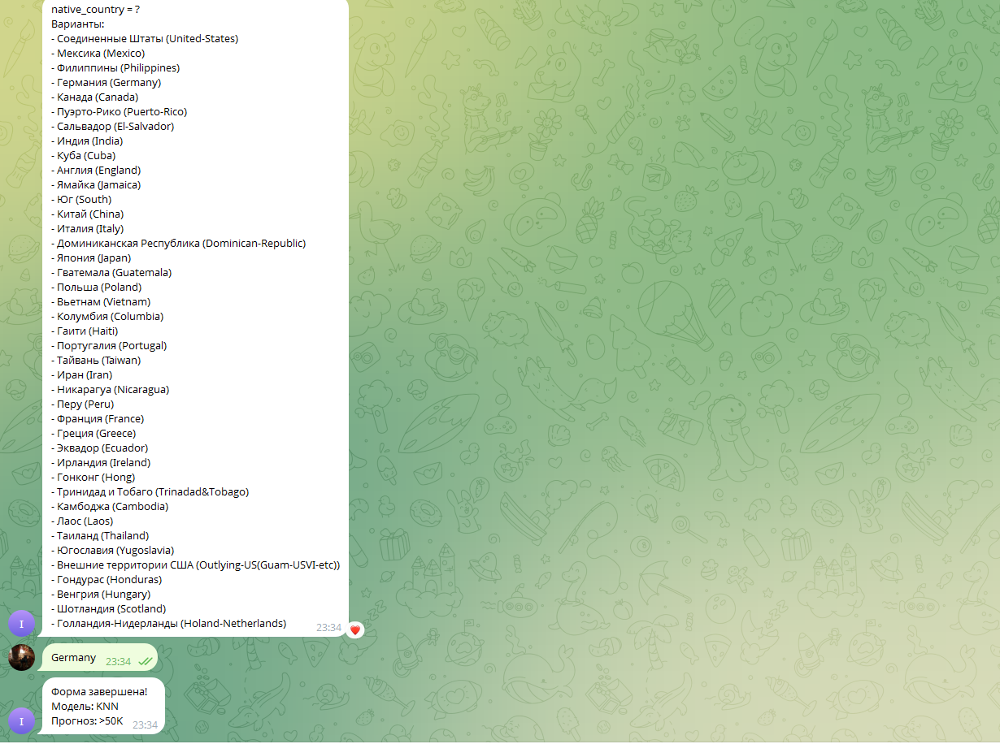 native_country = ?
Варианты:
- Соединенные Штаты (United-States)
- Мексика (Mexico)
- Филиппины (Philippines)
- Германия (Germany)
- Канада (Canada)
- Пуэрто-Рико (Puerto-Rico)
- Сальвадор (El-Salvador)
- Индия (India)
- Куба (Cuba)
- Англия (England)
- Ямайка (Jamaica)
- Юг (South)
- Китай (China)
- Италия (Italy)
- Доминиканская Республика (Dominican-Republic)
- Япония (Japan)
- Гватемала (Guatemala)
- Польша (Poland)
- Вьетнам (Vietnam)
- Колумбия (Columbia)
- Гаити (Haiti)
- Португалия (Portugal)
- Тайвань (Taiwan)
- Иран (Iran)
- Никарагуа (Nicaragua)
- Перу (Peru)
- Франция (France)
- Греция (Greece)
- Эквадор (Ecuador)
- Ирландия (Ireland)
- Гонконг (Hong)
- Тринидад и Тобаго (Trinadad&Tobago)
- Камбоджа (Cambodia)
- Лаос (Laos)
- Таиланд (Thailand)
- Югославия (Yugoslavia)
- Внешние территории США (Outlying-US(Guam-USVI-etc))
- Гондурас (Honduras)
- Венгрия (Hungary)
- Шотландия (Scotland)
- Голландия-Нидерланды (Holand-Netherlands)
23:34
I
Germany 23:34
Форма завершена!
Модель: KNN
Прогноз: >50K 23:34
I